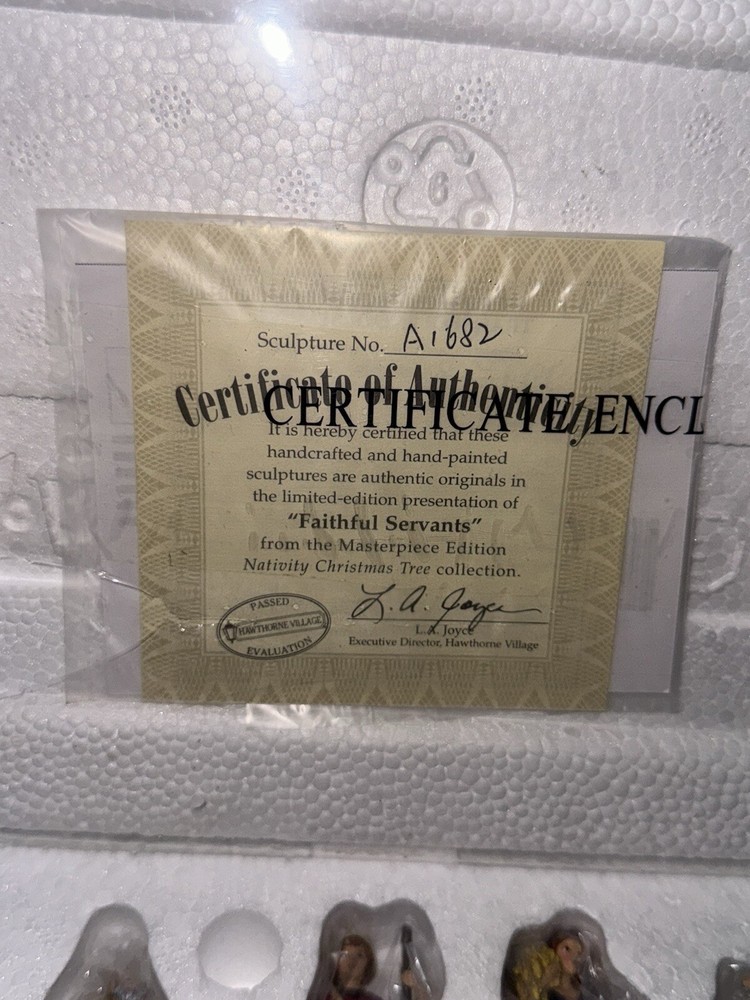 Sculpture No. A1682
Certificate of Authenticity
CERTIFICATE ENCL
It is hereby certified that these
handcrafted and hand-painted
sculptures are authentic originals in
the limited-edition presentation of
"Faithful Servants"
from the Masterpiece Edition
Nativity Christmas Tree collection.
L. A. Joyce
L.A. Joyce
Executive Director, Hawthorne Village
PASSED
HAWTHORNE VILLAGE
EVALUATION
6